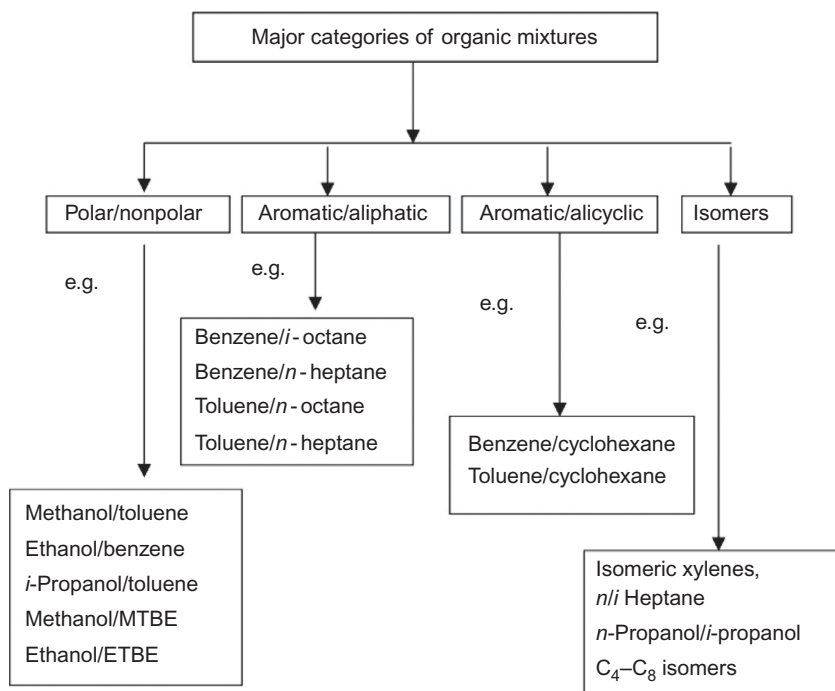 Major categories of organic mixtures
Polar/nonpolar
Aromatic/aliphatic
Aromatic/alicyclic
Isomers
e.g.
e.g.
e.g.
e.g.
Benzene/i-octane
Benzene/n-heptane
Toluene/n-octane
Toluene/n-heptane
Benzene/cyclohexane
Toluene/cyclohexane
Methanol/toluene
Ethanol/benzene
i-Propanol/toluene
Methanol/MTBE
Ethanol/ETBE
Isomeric xylenes,
n/i Heptane
n-Propanol/i-propanol
C₄–C₈ isomers